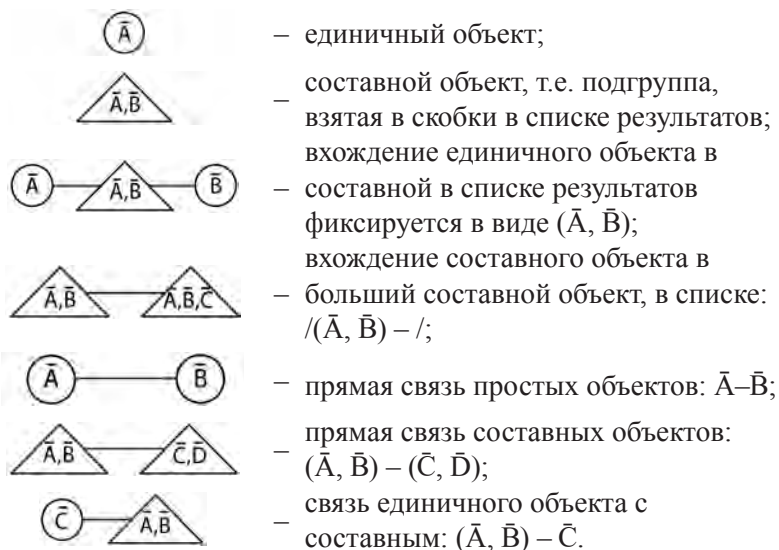 Ā – единичный объект;
составной объект, т.е. подгруппа,
Ā,B̄ –
взятая в скобки в списке результатов;
вхождение единичного объекта в
Ā Ā,B̄ B̄ – составной в списке результатов
фиксируется в виде (Ā, B̄);
вхождение составного объекта в
Ā,B̄ Ā,B̄,C̄ – больший составной объект, в списке:
/(Ā, B̄) – /;
Ā B̄ – прямая связь простых объектов: Ā–B̄;
прямая связь составных объектов:
Ā,B̄ C̄,D̄ –
(Ā, B̄) – (C̄, D̄);
связь единичного объекта с
C̄ Ā,B̄ –
составным: (Ā, B̄) – C̄.